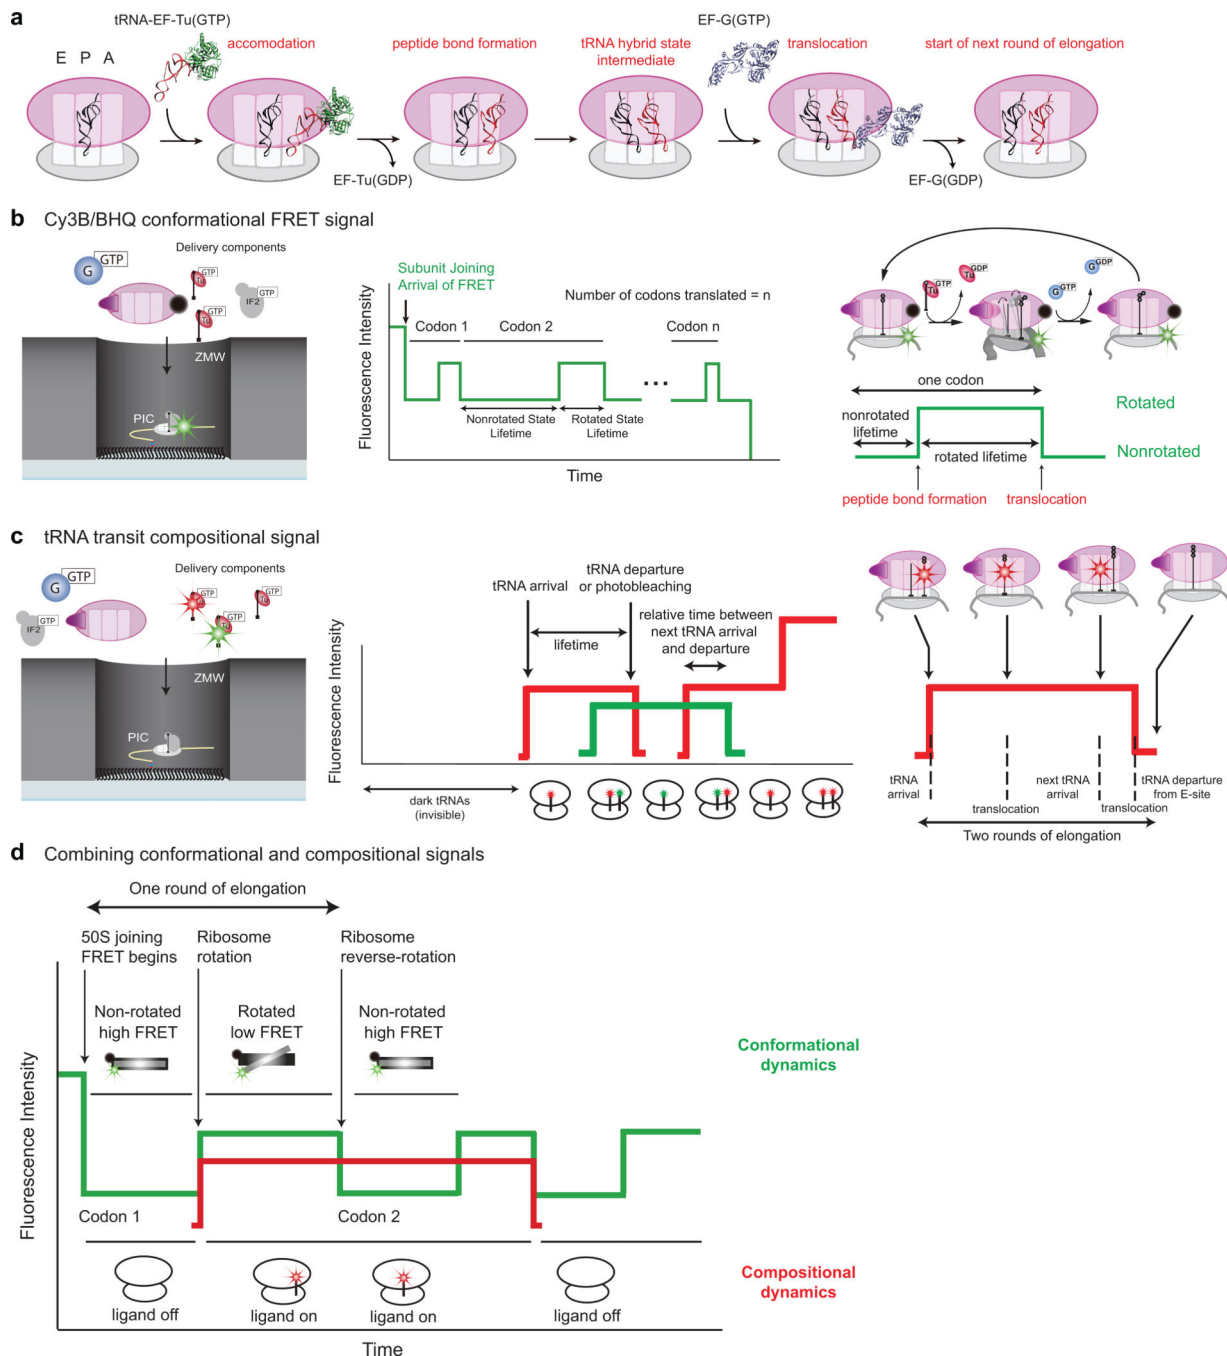 a
tRNA-EF-Tu(GTP)
EF-G(GTP)
accomodation
peptide bond formation
tRNA hybrid state
intermediate
translocation
start of next round of elongation
E P A
EF-Tu(GDP)
EF-G(GDP)
b Cy3B/BHQ conformational FRET signal
Delivery components
G
GTP
GTP
Tu
GTP
IF2
GTP
Tu
ZMW
PIC
Fluorescence Intensity
Subunit Joining
Arrival of FRET
Number of codons translated = n
Codon 1
Codon 2
Codon n
...
Nonrotated State
Lifetime
Rotated State
Lifetime
Time
GTP
Tu
GDP
Tu
G
GTP
G
GDP
one codon
nonrotated
lifetime
rotated lifetime
Rotated
Nonrotated
peptide bond formation
translocation
c tRNA transit compositional signal
Delivery components
G
GTP
GTP
IF2
GTP
Tu
GTP
Tu
GTP
Tu
ZMW
PIC
Fluorescence Intensity
tRNA arrival
tRNA departure
or photobleaching
lifetime
relative time between
next tRNA arrival
and departure
dark tRNAs
(invisible)
tRNA
arrival
translocation
next tRNA
arrival
translocation
tRNA departure
from E-site
Two rounds of elongation
d Combining conformational and compositional signals
One round of elongation
50S joining
FRET begins
Ribosome
rotation
Ribosome
reverse-rotation
Non-rotated
high FRET
Rotated
low FRET
Non-rotated
high FRET
Conformational
dynamics
Fluorescence Intensity
Codon 1
Codon 2
ligand off
ligand on
ligand on
ligand off
Compositional
dynamics
Time